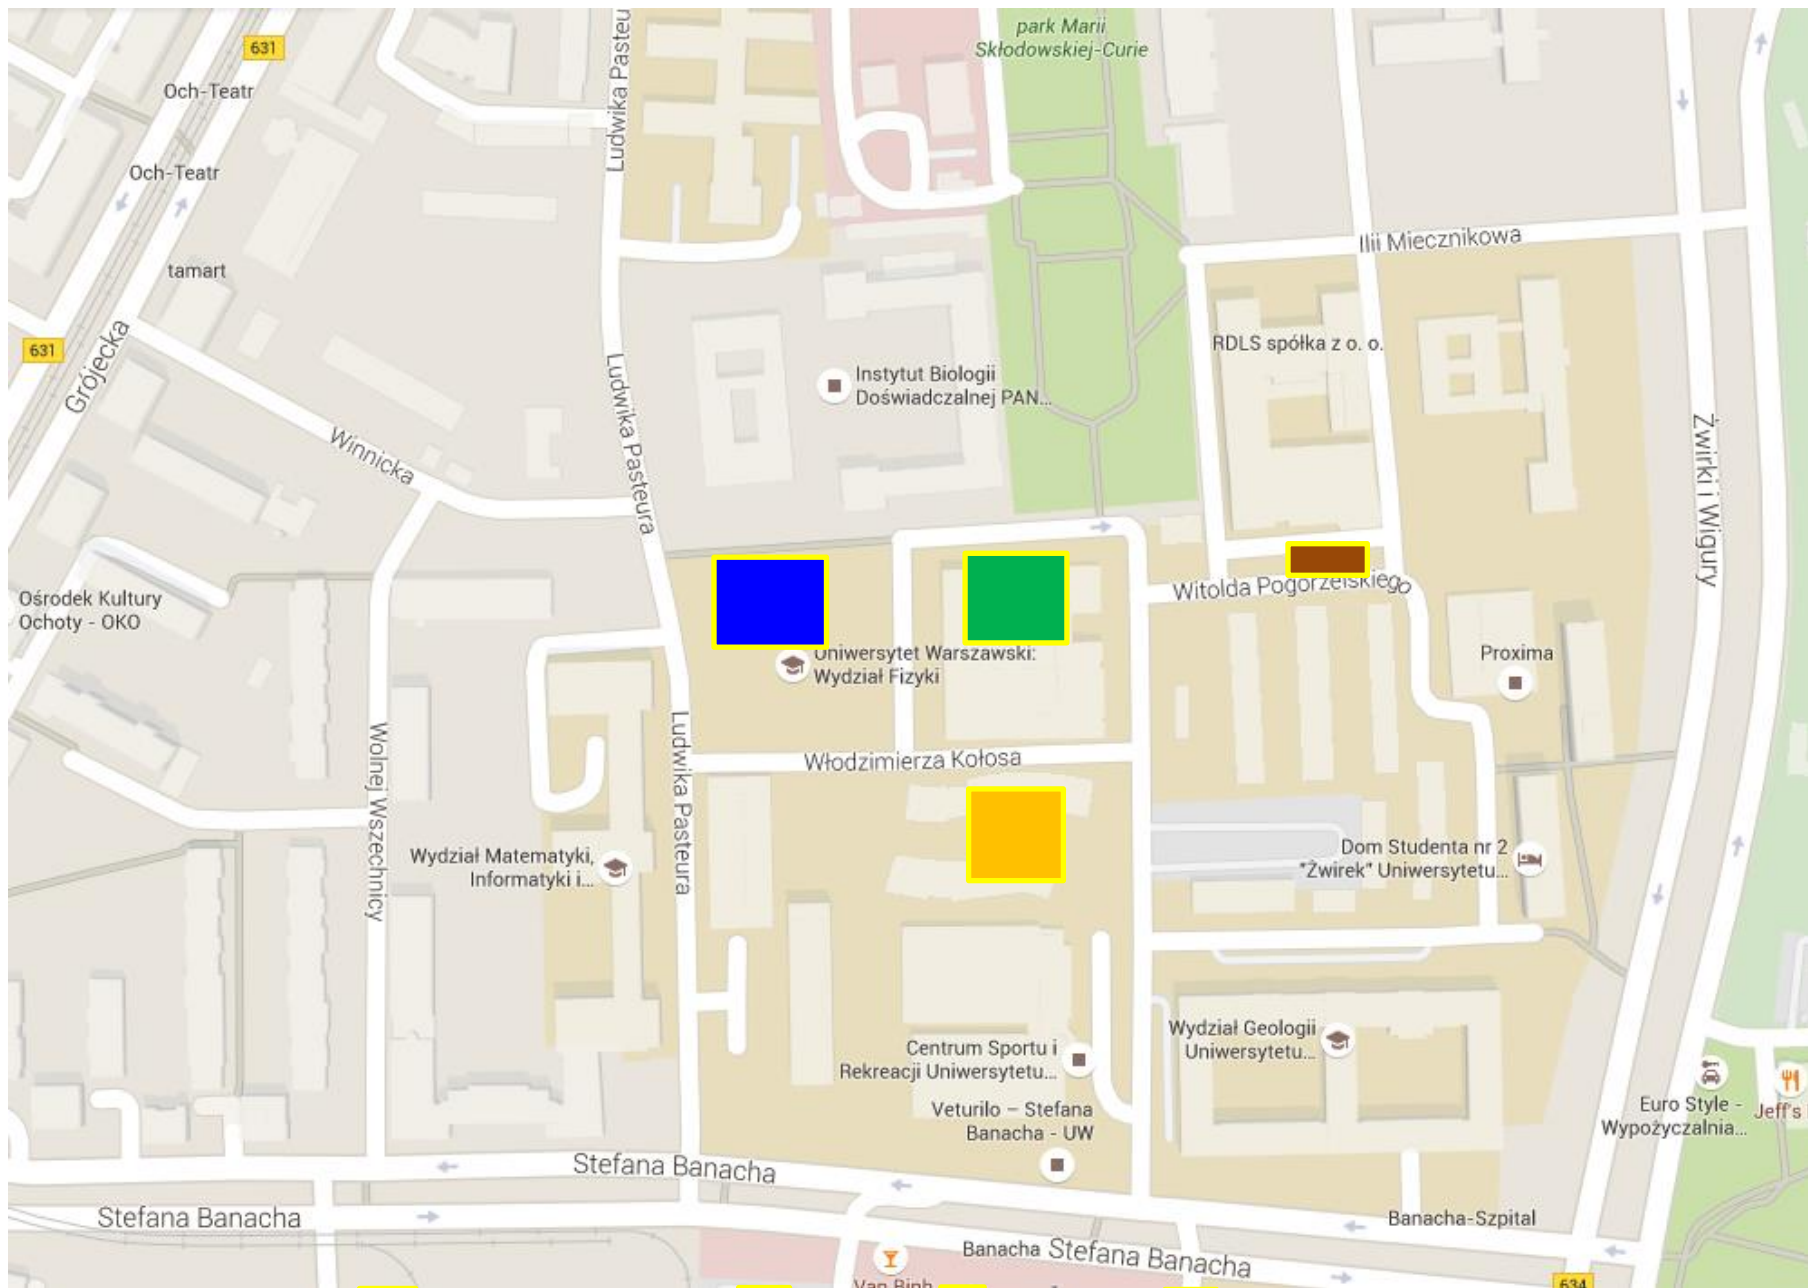 park Marii
Skłodowskiej-Curie
631
Och-Teatr
Ludwika Pasteu
Och-Teatr
Ilii Miecznikowa
tamart
631
Grójecka
RDLS spółka z o. o.
Instytut Biologii
Doświadczalnej PAN...
Ludwika Pasteura
Winnicka
Żwirki i Wigury
Witolda Pogorzelskiego
Ośrodek Kultury
Ochoty - OKO
Uniwersytet Warszawski:
Wydział Fizyki
Proxima
Ludwika Pasteura
Wolnej Wszechnicy
Włodzimierza Kołosa
Wydział Matematyki,
Informatyki i...
Dom Studenta nr 2
"Żwirek" Uniwersytetu...
Wydział Geologii
Uniwersytetu...
Centrum Sportu i
Rekreacji Uniwersytetu...
Veturilo – Stefana
Banacha - UW
Euro Style -
Wypożyczalnia...
Jeff's
Stefana Banacha
Stefana Banacha
Banacha-Szpital
Banacha
Stefana Banacha
Van Binh
634